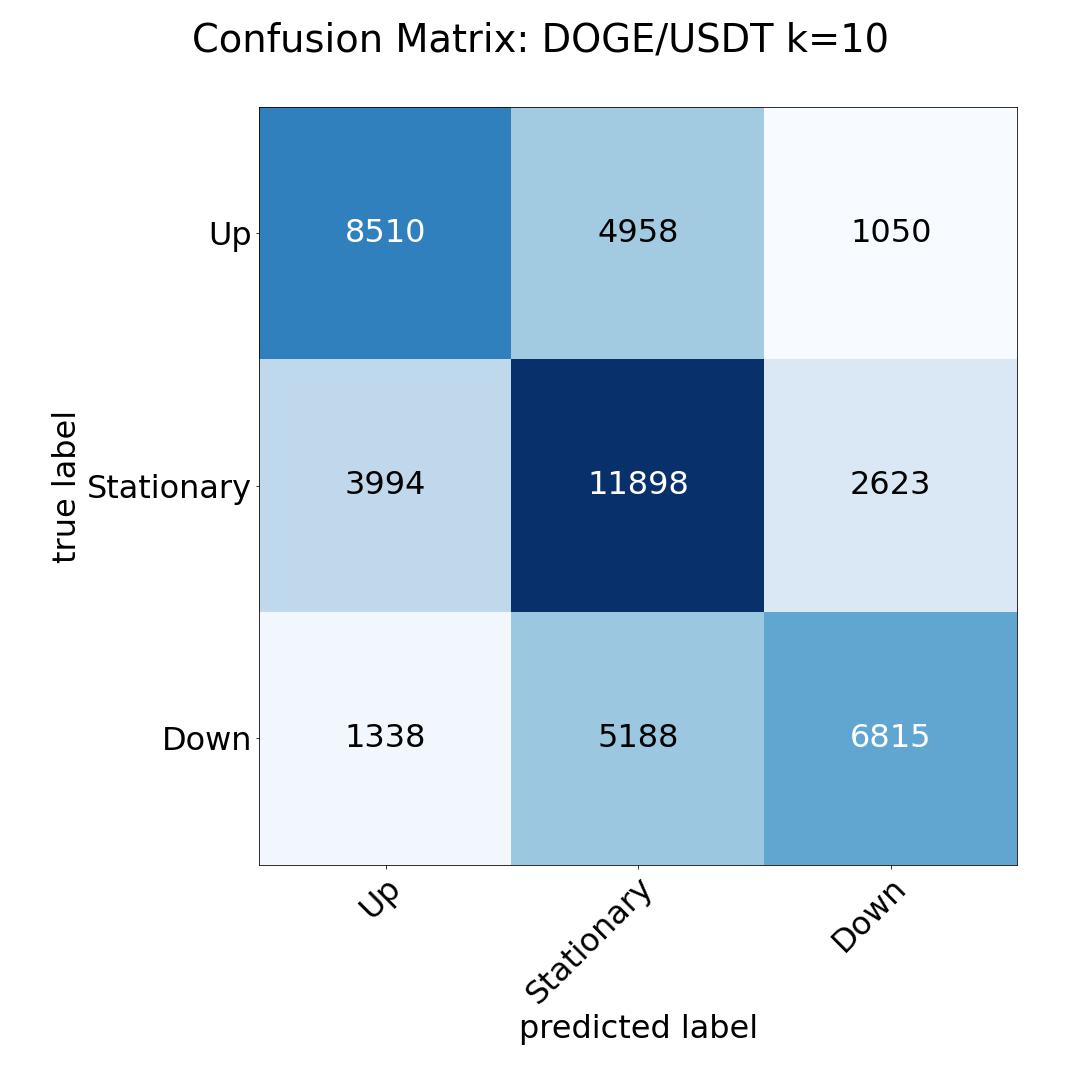 Confusion Matrix: DOGE/USDT k=10
true label
Up
8510 4958 1050
Stationary
3994 11898 2623
Down
1338 5188 6815
Up Stationary Down
predicted label